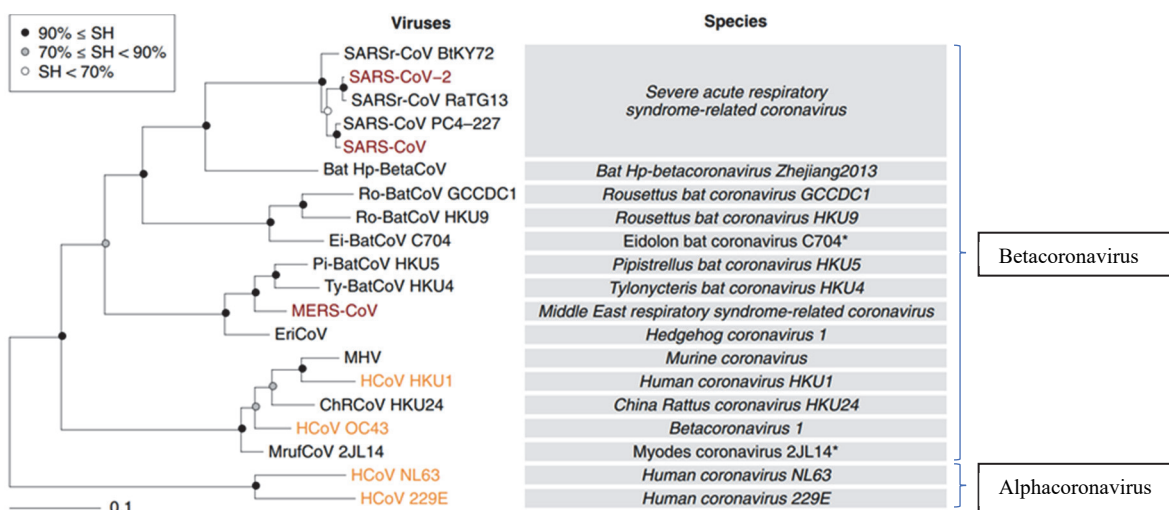 Viruses
Species
90% ≤ SH
70% ≤ SH < 90%
SH < 70%
SARSr-CoV BtKY72
SARS-CoV-2
SARSr-CoV RaTG13
SARS-CoV PC4-227
SARS-CoV
Severe acute respiratory
syndrome-related coronavirus
Bat Hp-BetaCoV
Bat Hp-betacoronavirus Zhejiang2013
Ro-BatCoV GCCDC1
Rousettus bat coronavirus GCCDC1
Ro-BatCoV HKU9
Rousettus bat coronavirus HKU9
Ei-BatCoV C704
Eidolon bat coronavirus C704*
Pi-BatCoV HKU5
Pipistrellus bat coronavirus HKU5
Ty-BatCoV HKU4
Tylonycteris bat coronavirus HKU4
MERS-CoV
Middle East respiratory syndrome-related coronavirus
EriCoV
Hedgehog coronavirus 1
MHV
Murine coronavirus
HCoV HKU1
Human coronavirus HKU1
ChRCoV HKU24
China Rattus coronavirus HKU24
HCoV OC43
Betacoronavirus 1
MrufCoV 2JL14
Myodes coronavirus 2JL14*
HCoV NL63
Human coronavirus NL63
HCoV 229E
Human coronavirus 229E
Betacoronavirus
Alphacoronavirus
0.1